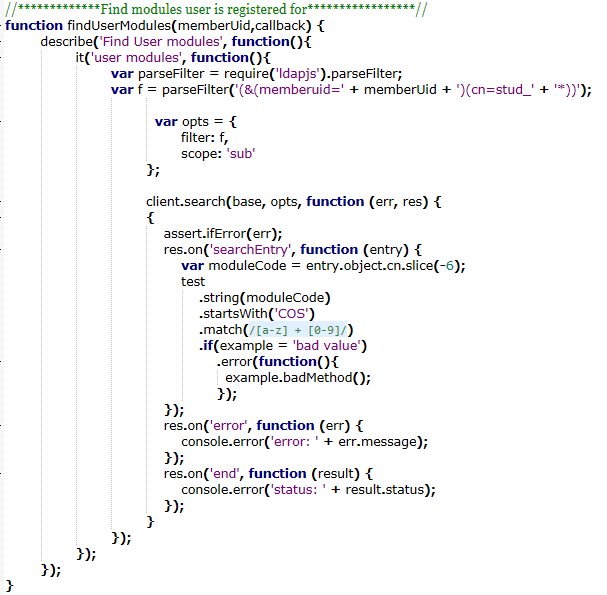 //*************Find modules user is registered for*****************//
function findUserModules(memberUid,callback) {
describe('Find User modules', function(){
it('user modules', function(){
var parseFilter = require('ldapjs').parseFilter;
var f = parseFilter('(&(memberuid=' + memberUid + ')(cn=stud_' + '*))');
var opts = {
filter: f,
scope: 'sub'
};
client.search(base, opts, function (err, res) {
{
assert.ifError(err);
res.on('searchEntry', function (entry) {
var moduleCode = entry.object.cn.slice(-6);
test
.string(moduleCode)
.startsWith('COS')
.match(/[a-z] + [0-9]/)
.if(example = 'bad value')
.error(function(){
example.badMethod();
});
});
res.on('error', function (err) {
console.error('error: ' + err.message);
});
res.on('end', function (result) {
console.error('status: ' + result.status);
});
}
});
});
});
}